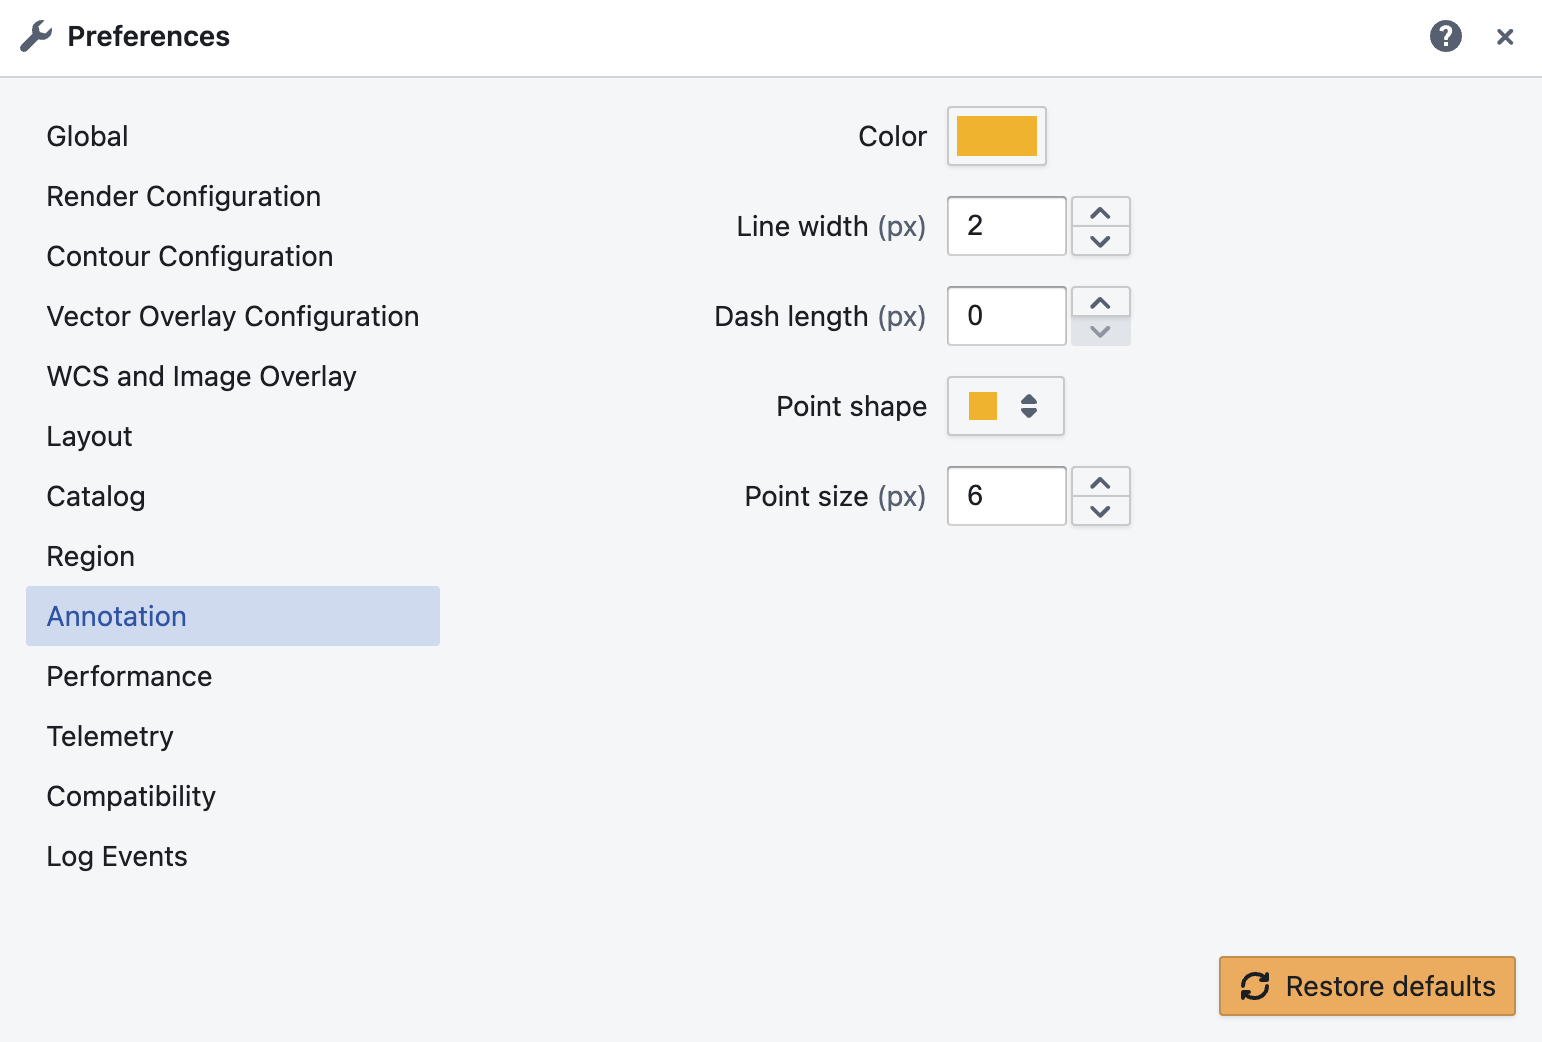 Preferences
Global
Render Configuration
Contour Configuration
Vector Overlay Configuration
WCS and Image Overlay
Layout
Catalog
Region
Annotation
Performance
Telemetry
Compatibility
Log Events
Color
Line width (px) 2
Dash length (px) 0
Point shape
Point size (px) 6
Restore defaults